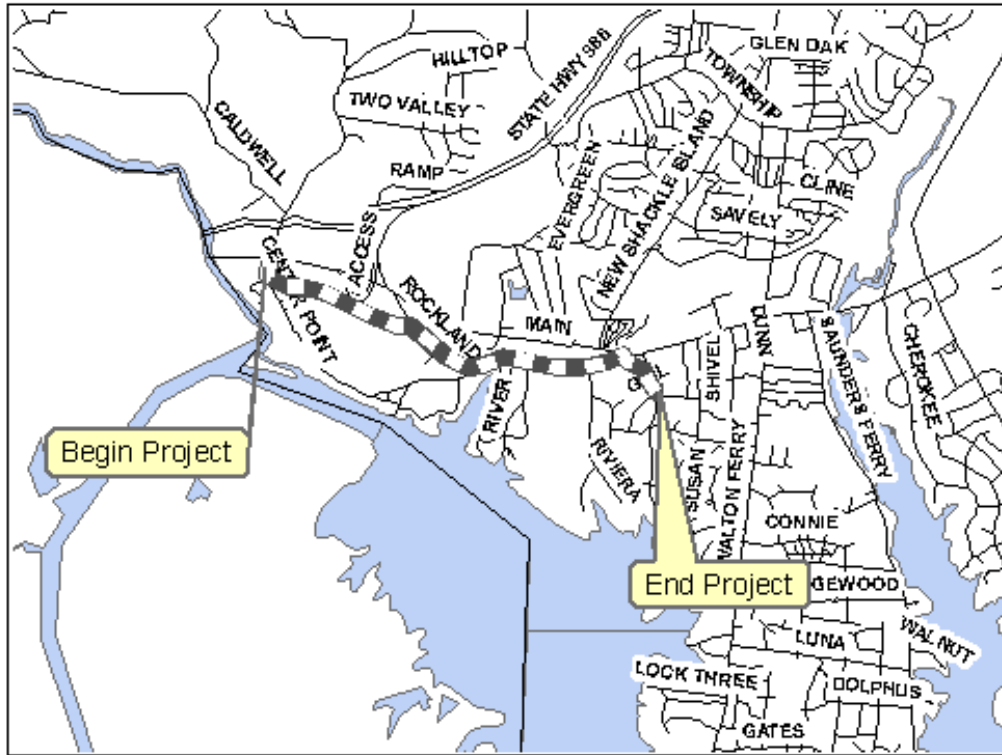 GLEN OAK
HILLTOP
STATE HWY 386
TOWNSHIP
TWO VALLEY
CALDWELL
RAMP
EVERGREEN
NEW SHACKLE ISLAND
CLINE
SAVELY
ACCESS
CENTER POINT
ROCKLAND
MAIN
DUNN
SAUNDERS FERRY
CHEROKEE
SHIVEL
RIVER
Begin Project
RIVIERA
SUSAN
WALTON FERRY
CONNIE
End Project
GEWOOD
WALNUT
LUNA
LOCK THREE
DOLPHUS
GATES